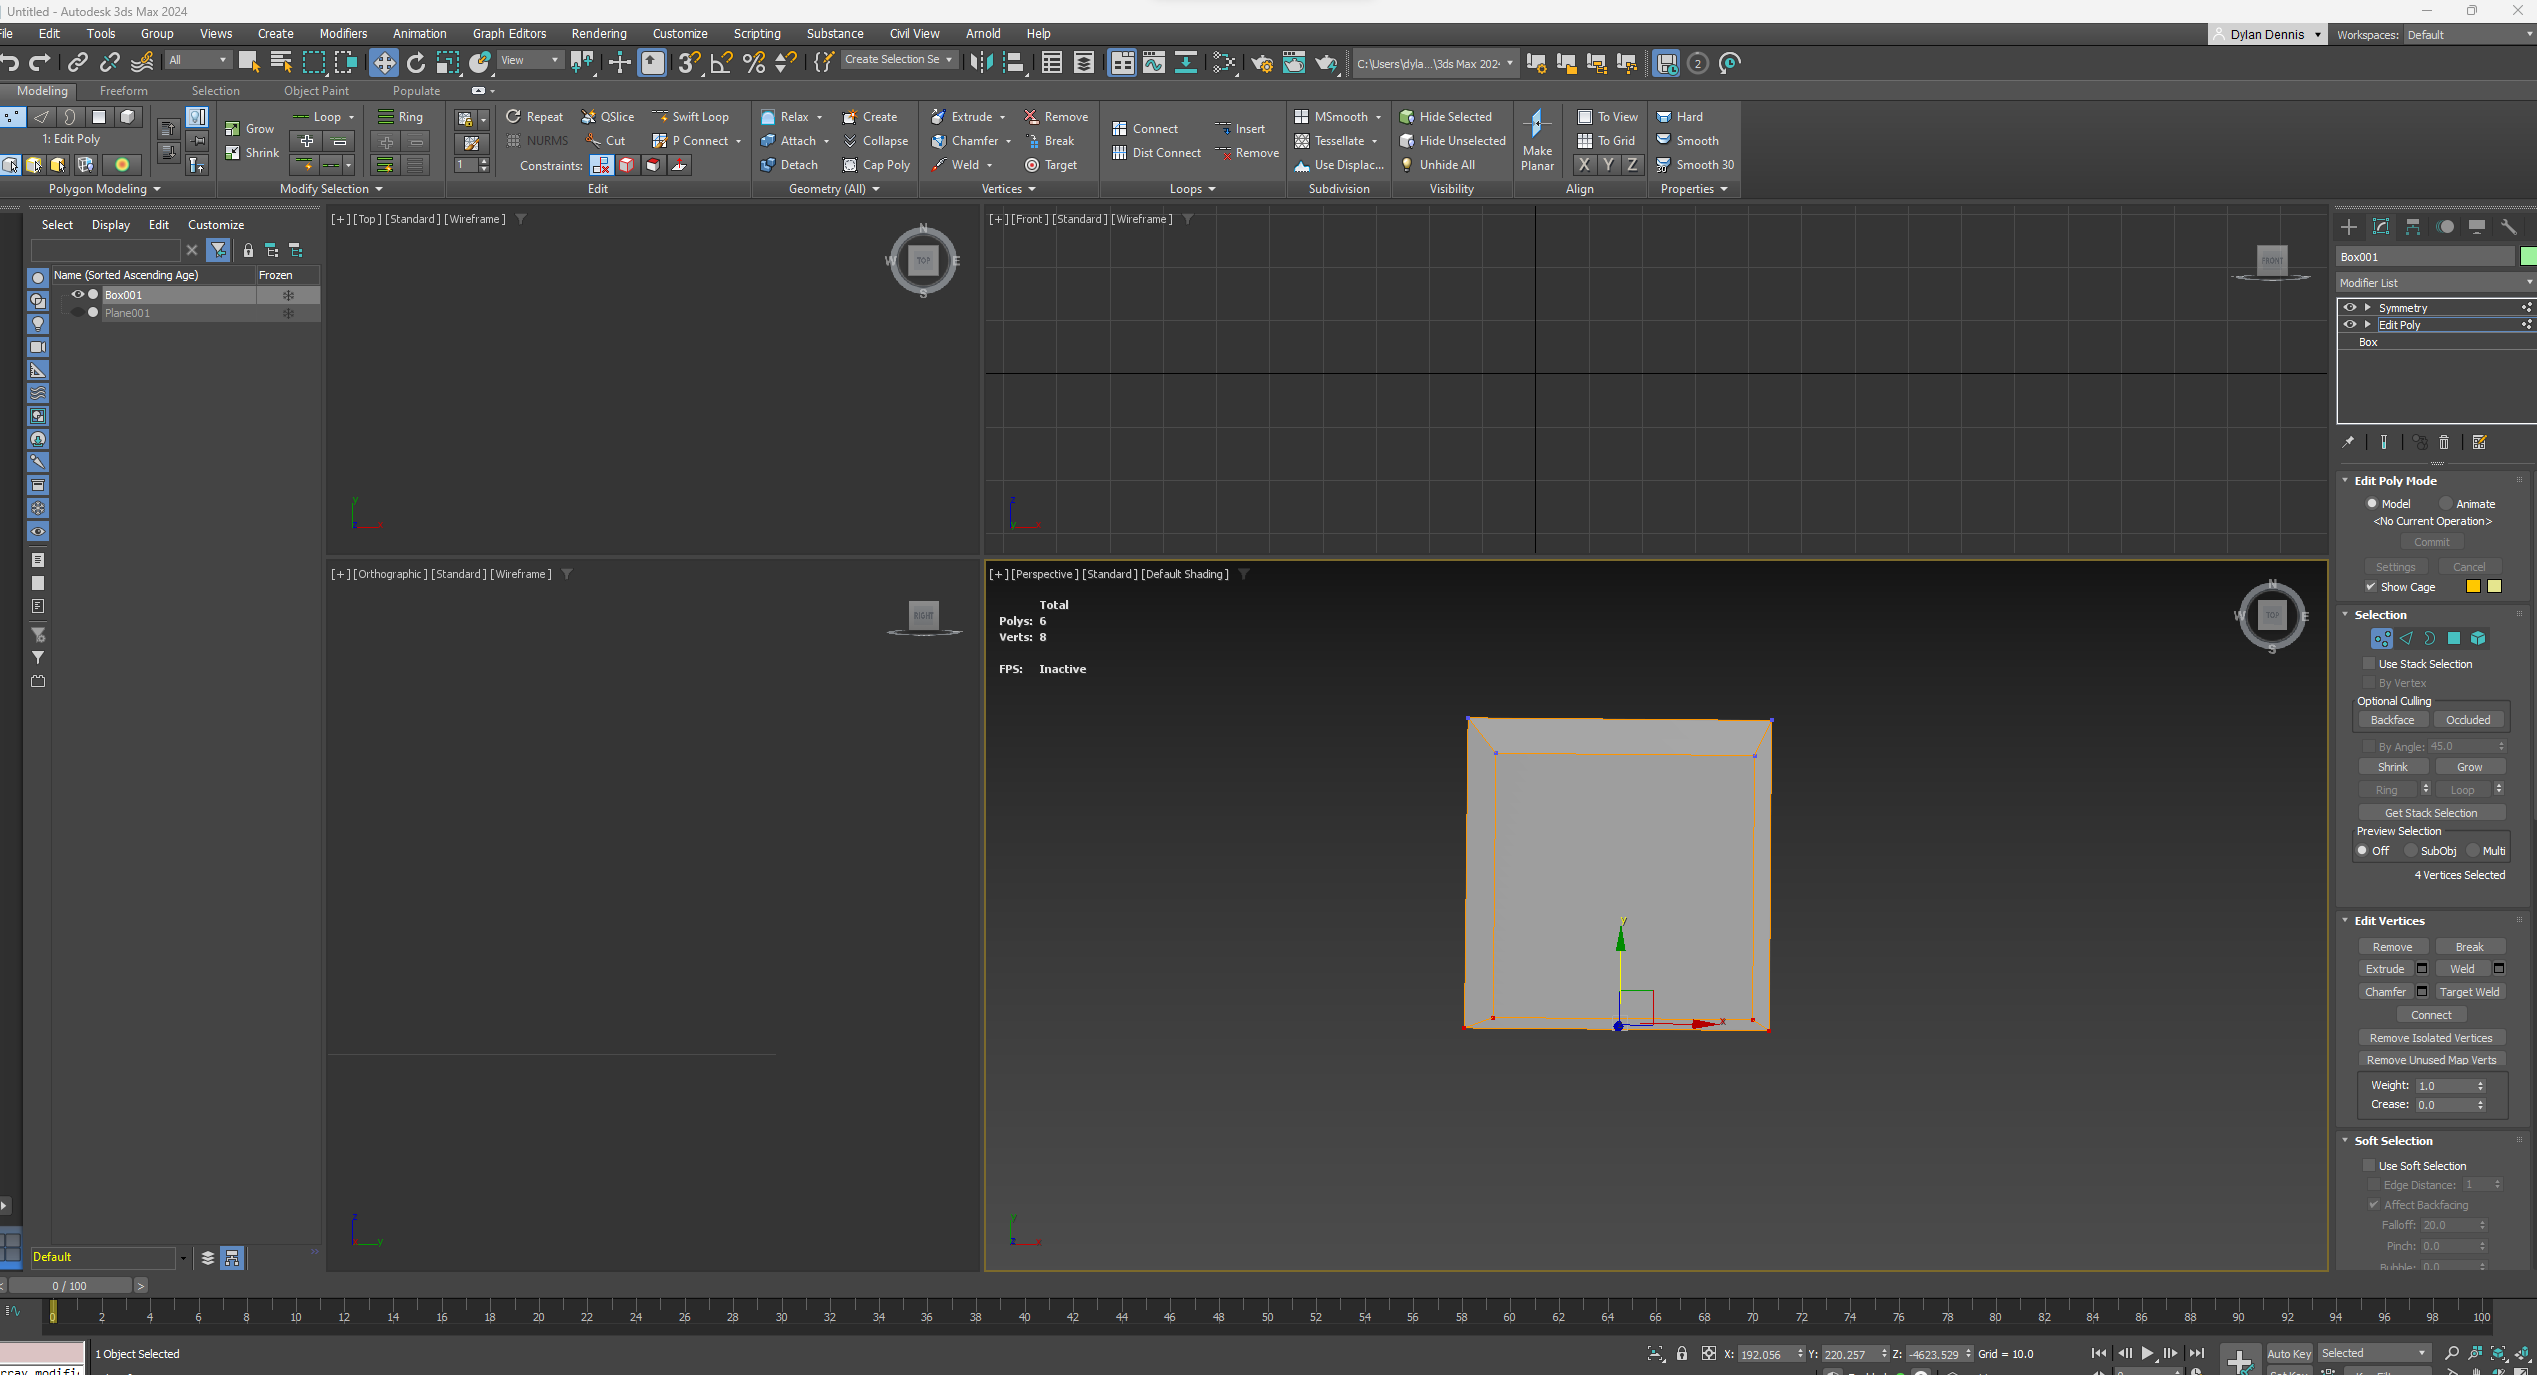 Untitled - Autodesk 3ds Max 2024
File Edit Tools Group Views Create Modifiers Animation Graph Editors Rendering Customize Scripting Substance Civil View Arnold Help
Dylan Dennis Workspaces: Default
All View Create Selection Se C:\Users\dyla...\3ds Max 202
Modeling Freeform Selection Object Paint Populate
Loop Ring Repeat QSlice Swift Loop Relax Create Extrude Remove MSmooth Hide Selected To View Hard
1: Edit Poly Grow NURMS Cut P Connect Attach Collapse Chamfer Break Connect Insert Tessellate Hide Unselected Make Planar To Grid Smooth
Shrink 1 Constraints: Detach Cap Poly Weld Target Dist Connect Remove Use Displac... Unhide All X Y Z Smooth 30
Polygon Modeling Modify Selection Edit Geometry (All) Vertices Loops Subdivision Visibility Align Properties
Select Display Edit Customize
Name (Sorted Ascending Age) Frozen
Box001
Plane001
Default
[+] [Top ] [Standard ] [Wireframe ]
N
W TOP E
S
y
x
[+] [Front ] [Standard ] [Wireframe ]
FRONT
z
y x
[+] [Orthographic ] [Standard ] [Wireframe ]
RIGHT
z
y
[+] [Perspective ] [Standard ] [Default Shading ]
Total
Polys: 6
Verts: 8
FPS: Inactive
N
W TOP E
S
y
x
y
z x
Box001
Modifier List
Symmetry
Edit Poly
Box
Edit Poly Mode
Model Animate
<No Current Operation>
Commit
Settings Cancel
Show Cage
Selection
Use Stack Selection
By Vertex
Optional Culling
Backface Occluded
By Angle: 45.0
Shrink Grow
Ring Loop
Get Stack Selection
Preview Selection
Off SubObj Multi
4 Vertices Selected
Edit Vertices
Remove Break
Extrude Weld
Chamfer Target Weld
Connect
Remove Isolated Vertices
Remove Unused Map Verts
Weight: 1.0
Crease: 0.0
Soft Selection
Use Soft Selection
Edge Distance: 1
Affect Backfacing
Falloff: 20.0
Pinch: 0.0
Bubble: 0.0
< 0 / 100 >
0 2 4 6 8 10 12 14 16 18 20 22 24 26 28 30 32 34 36 38 40 42 44 46 48 50 52 54 56 58 60 62 64 66 68 70 72 74 76 78 80 82 84 86 88 90 92 94 96 98 100
1 Object Selected X: 192.056 Y: 220.257 Z: -4623.529 Grid = 10.0 Auto Key Selected